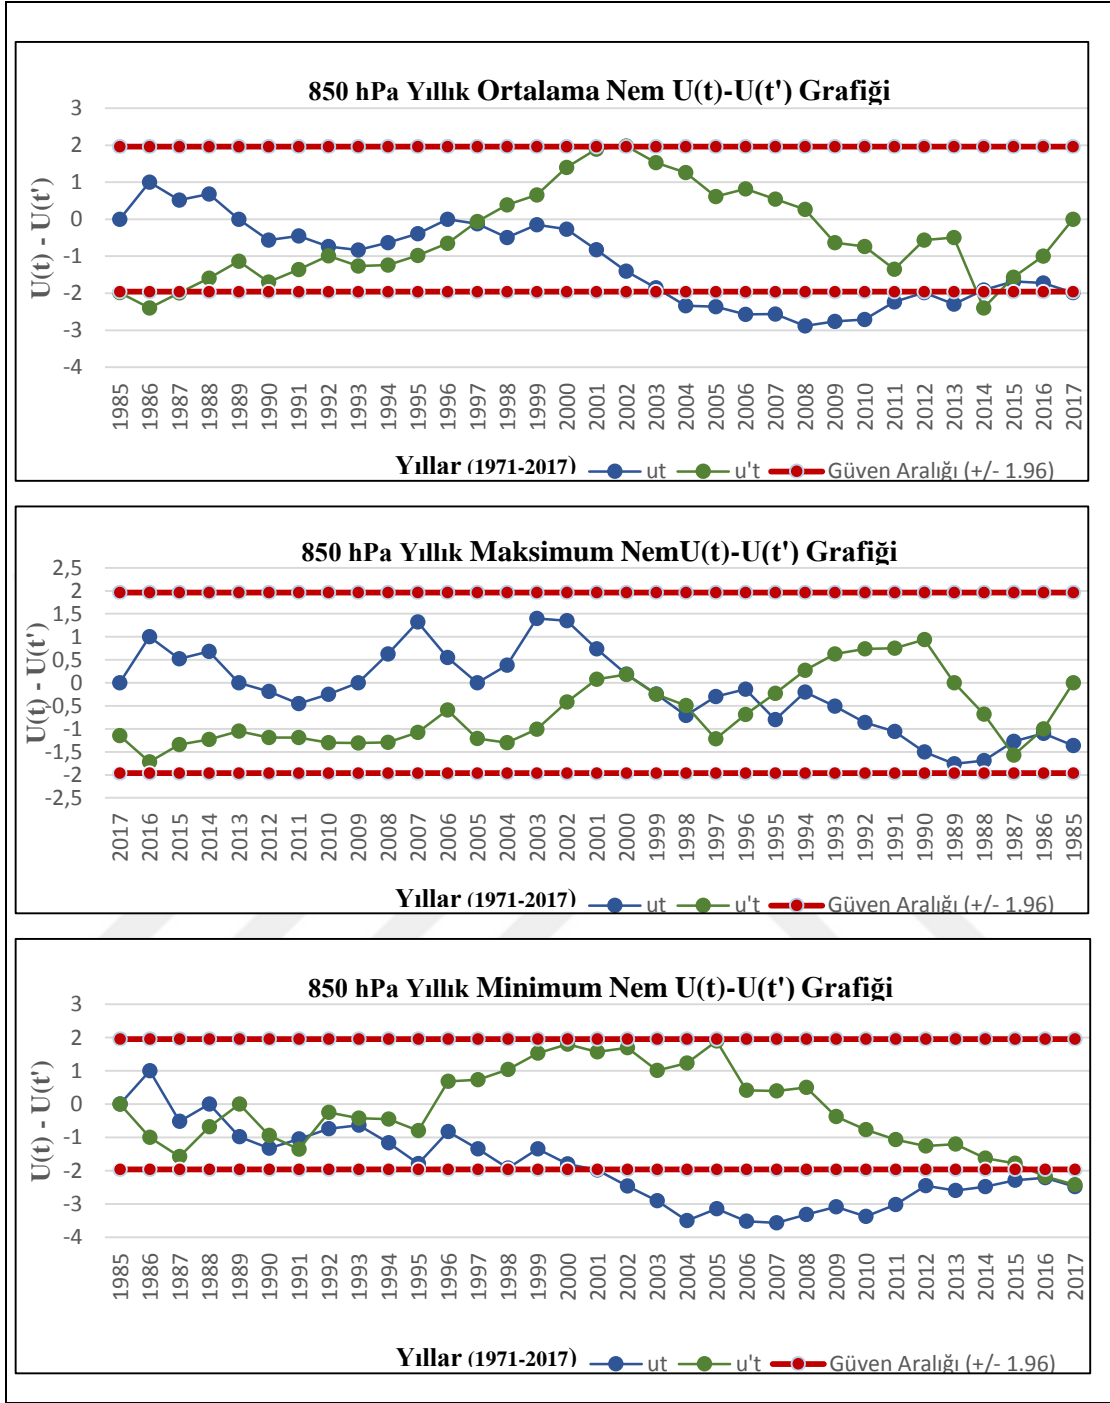 850 hPa Yıllık Ortalama Nem U(t)-U(t') Grafiği
U(t) - U(t')
3
2
1
0
-1
-2
-3
-4
1985 1986 1987 1988 1989 1990 1991 1992 1993 1994 1995 1996 1997 1998 1999 2000 2001 2002 2003 2004 2005 2006 2007 2008 2009 2010 2011 2012 2013 2014 2015 2016 2017
Yıllar (1971-2017) ut u't Güven Aralığı (+/- 1.96)
850 hPa Yıllık Maksimum NemU(t)-U(t') Grafiği
U(t) - U(t')
2,5
2
1,5
1
0,5
0
-0,5
-1
-1,5
-2
-2,5
2017 2016 2015 2014 2013 2012 2011 2010 2009 2008 2007 2006 2005 2004 2003 2002 2001 2000 1999 1998 1997 1996 1995 1994 1993 1992 1991 1990 1989 1988 1987 1986 1985
Yıllar (1971-2017) ut u't Güven Aralığı (+/- 1.96)
850 hPa Yıllık Minimum Nem U(t)-U(t') Grafiği
U(t) - U(t')
3
2
1
0
-1
-2
-3
-4
1985 1986 1987 1988 1989 1990 1991 1992 1993 1994 1995 1996 1997 1998 1999 2000 2001 2002 2003 2004 2005 2006 2007 2008 2009 2010 2011 2012 2013 2014 2015 2016 2017
Yıllar (1971-2017) ut u't Güven Aralığı (+/- 1.96)